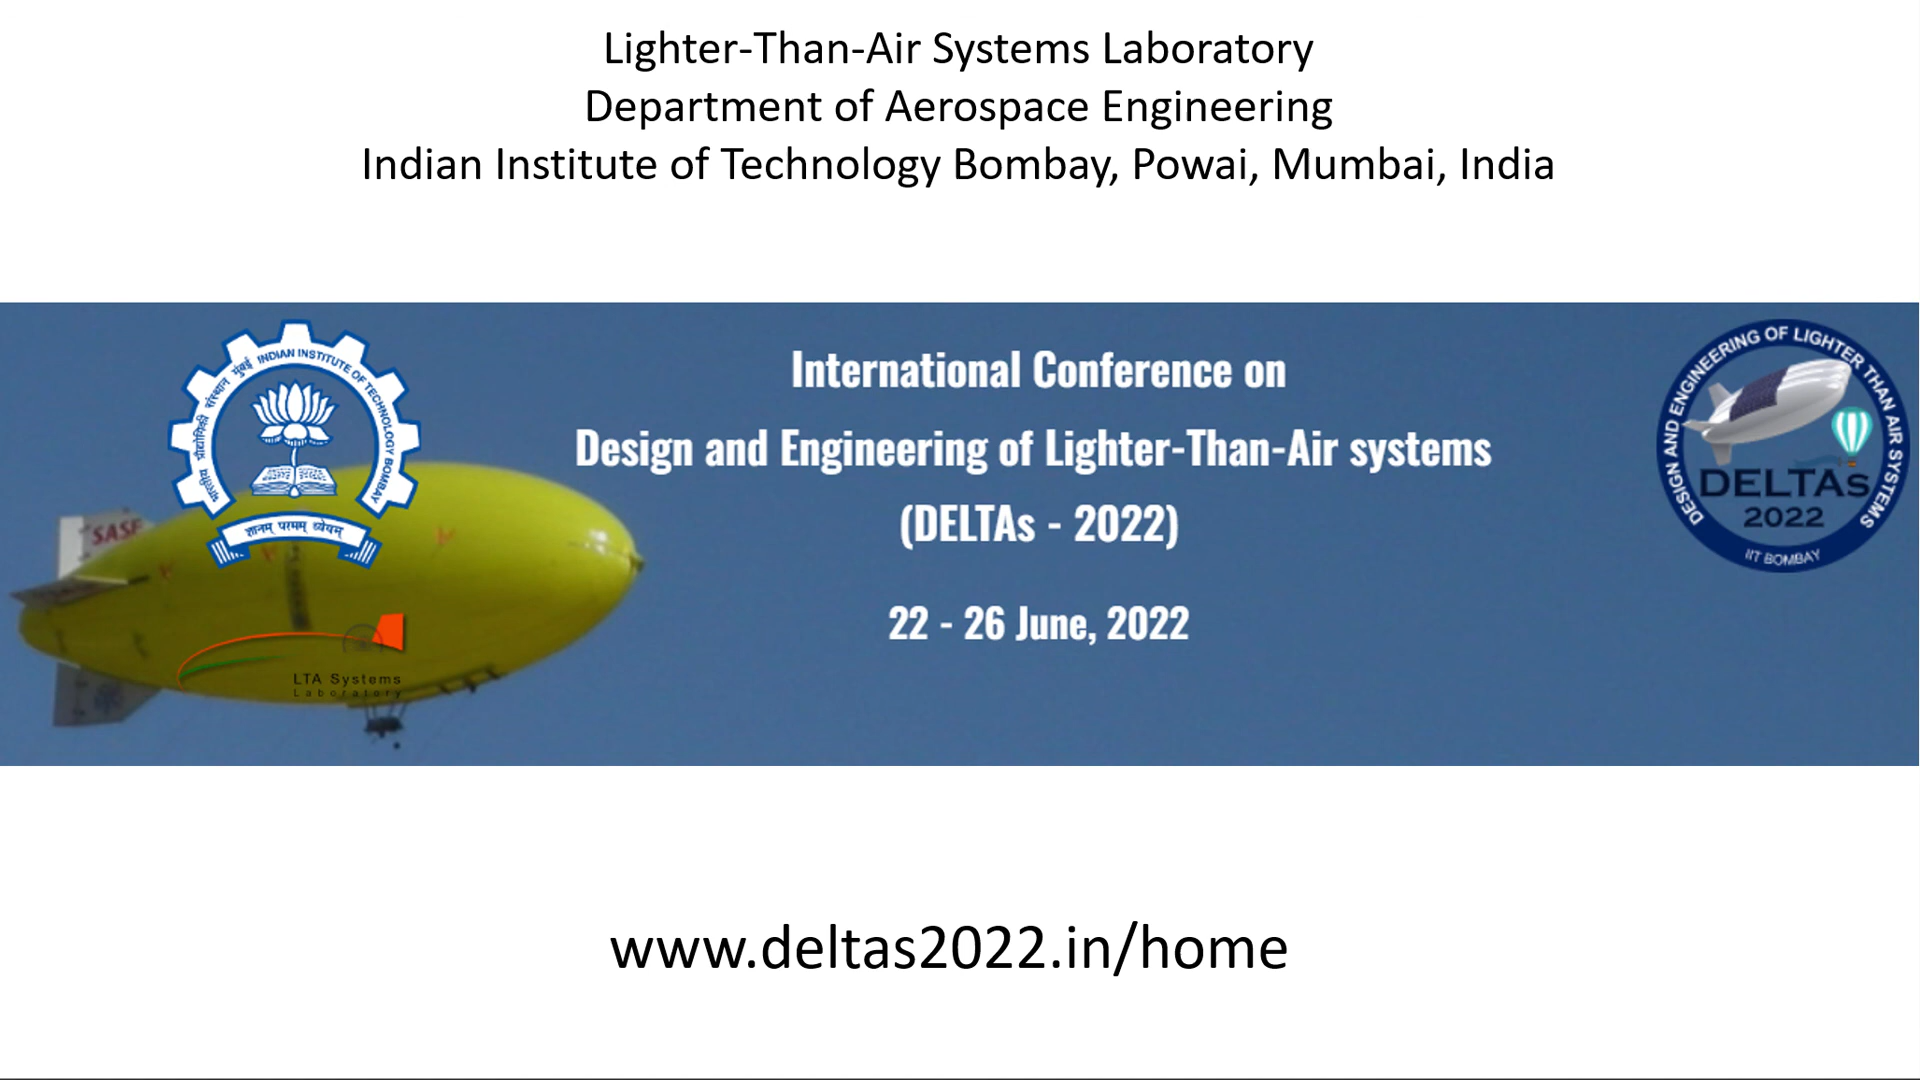 Lighter-Than-Air Systems Laboratory
Department of Aerospace Engineering
Indian Institute of Technology Bombay, Powai, Mumbai, India
भारतीय प्रौद्योगिकी संस्थान मुंबई
INDIAN INSTITUTE OF TECHNOLOGY BOMBAY
ज्ञानम् परमम् ध्येयम्
SASE
LTA Systems
Laboratory
International Conference on
Design and Engineering of Lighter-Than-Air systems
(DELTAs - 2022)
22 - 26 June, 2022
DESIGN AND ENGINEERING OF LIGHTER THAN AIR SYSTEMS
DELTAs
2022
IIT BOMBAY
www.deltas2022.in/home